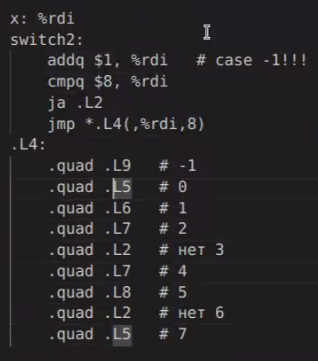 x: %rdi
switch2:
addq $1, %rdi # case -1!!!
cmpq $8, %rdi
ja .L2
jmp *.L4(,%rdi,8)
.L4:
.quad .L9 # -1
.quad .L5 # 0
.quad .L6 # 1
.quad .L7 # 2
.quad .L2 # нет 3
.quad .L7 # 4
.quad .L8 # 5
.quad .L2 # нет 6
.quad .L5 # 7